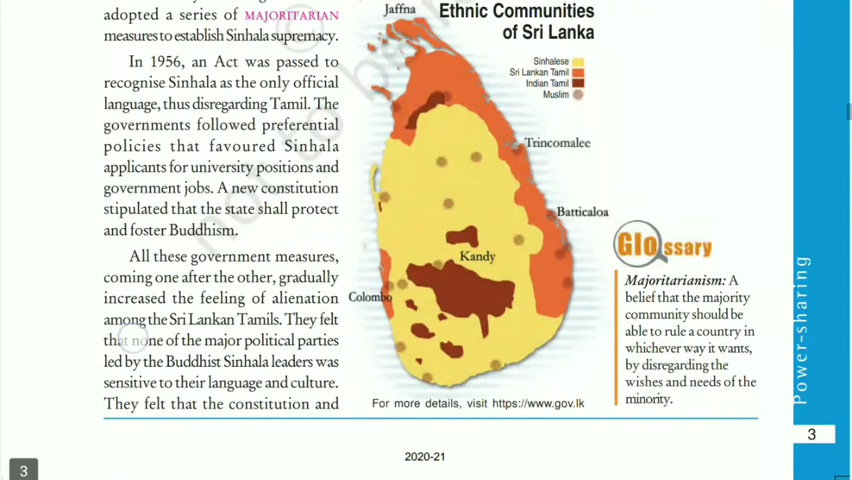 adopted a series of MAJORITARIAN
measures to establish Sinhala supremacy.
In 1956, an Act was passed to
recognise Sinhala as the only official
language, thus disregarding Tamil. The
governments followed preferential
policies that favoured Sinhala
applicants for university positions and
government jobs. A new constitution
stipulated that the state shall protect
and foster Buddhism.
All these government measures,
coming one after the other, gradually
increased the feeling of alienation
among the Sri Lankan Tamils. They felt
that none of the major political parties
led by the Buddhist Sinhala leaders was
sensitive to their language and culture.
They felt that the constitution and
Ethnic Communities
of Sri Lanka
Sinhalese
Sri Lankan Tamil
Indian Tamil
Muslim
Jaffna
Trincomalee
Batticaloa
Kandy
Colombo
For more details, visit https://www.gov.lk
Glossary
Majoritarianism: A
belief that the majority
community should be
able to rule a country in
whichever way it wants,
by disregarding the
wishes and needs of the
minority.
Power-sharing
3
2020-21
3
not to be